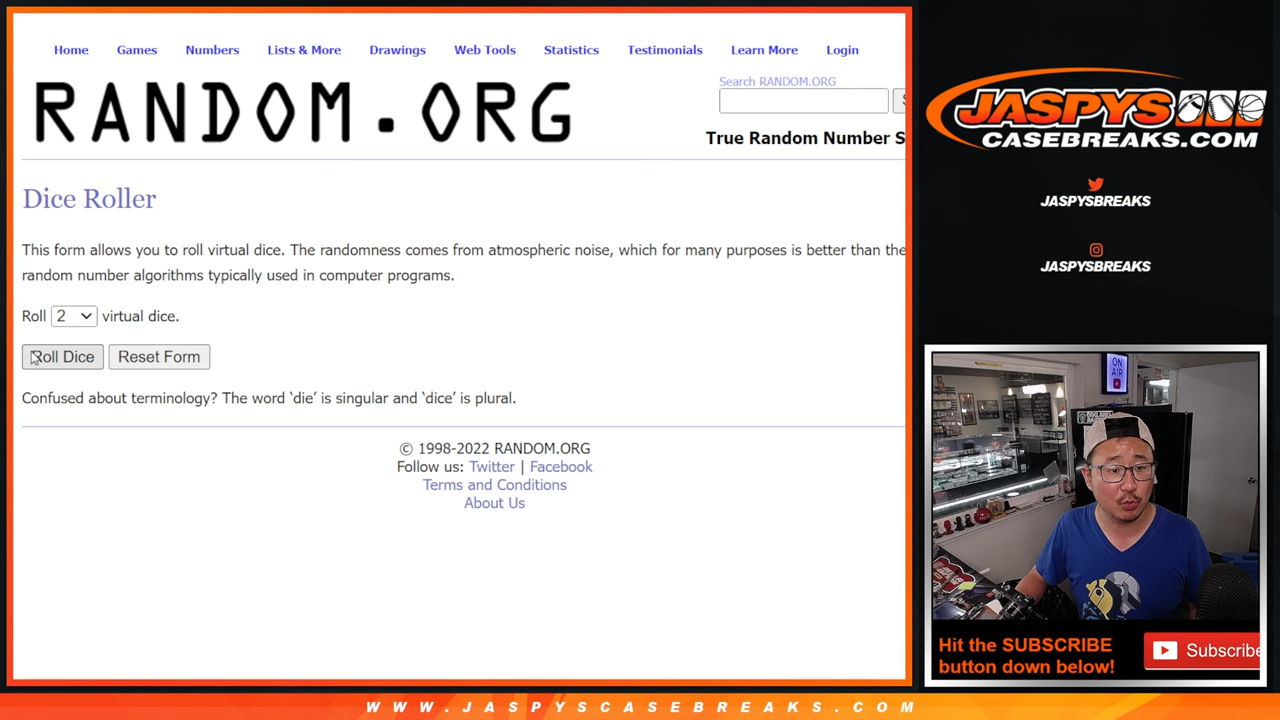 Home Games Numbers Lists & More Drawings Web Tools Statistics Testimonials Learn More Login
RANDOM.ORG
Search RANDOM.ORG
S
True Random Number S
Dice Roller
This form allows you to roll virtual dice. The randomness comes from atmospheric noise, which for many purposes is better than the
random number algorithms typically used in computer programs.
Roll 2 virtual dice.
Roll Dice Reset Form
Confused about terminology? The word ‘die’ is singular and ‘dice’ is plural.
© 1998-2022 RANDOM.ORG
Follow us: Twitter | Facebook
Terms and Conditions
About Us
JASPYS
CASEBREAKS.COM
JASPYSBREAKS
JASPYSBREAKS
ON
AIR
Hit the SUBSCRIBE
button down below!
Subscribe
WWW.JASPYSCASEBREAKS.COM